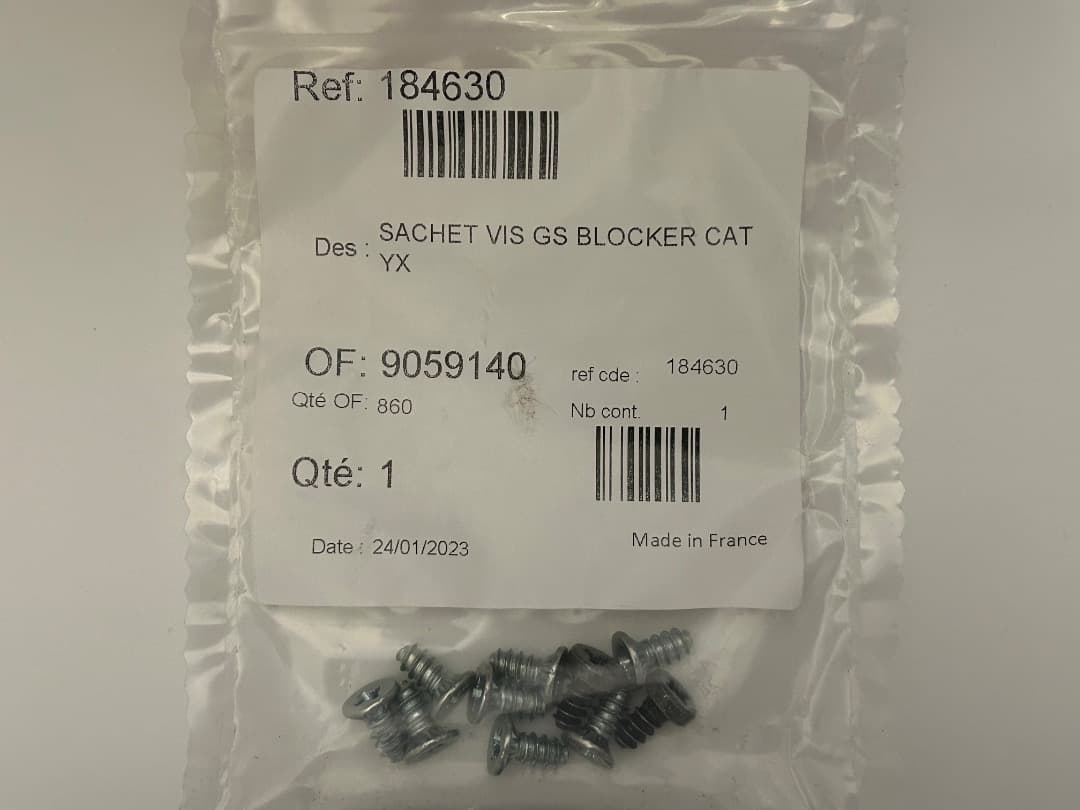 Ref: 184630
Des : SACHET VIS GS BLOCKER CAT
YX
OF: 9059140
ref cde : 184630
Qté OF: 860
Nb cont. 1
Qté: 1
Date : 24/01/2023
Made in France